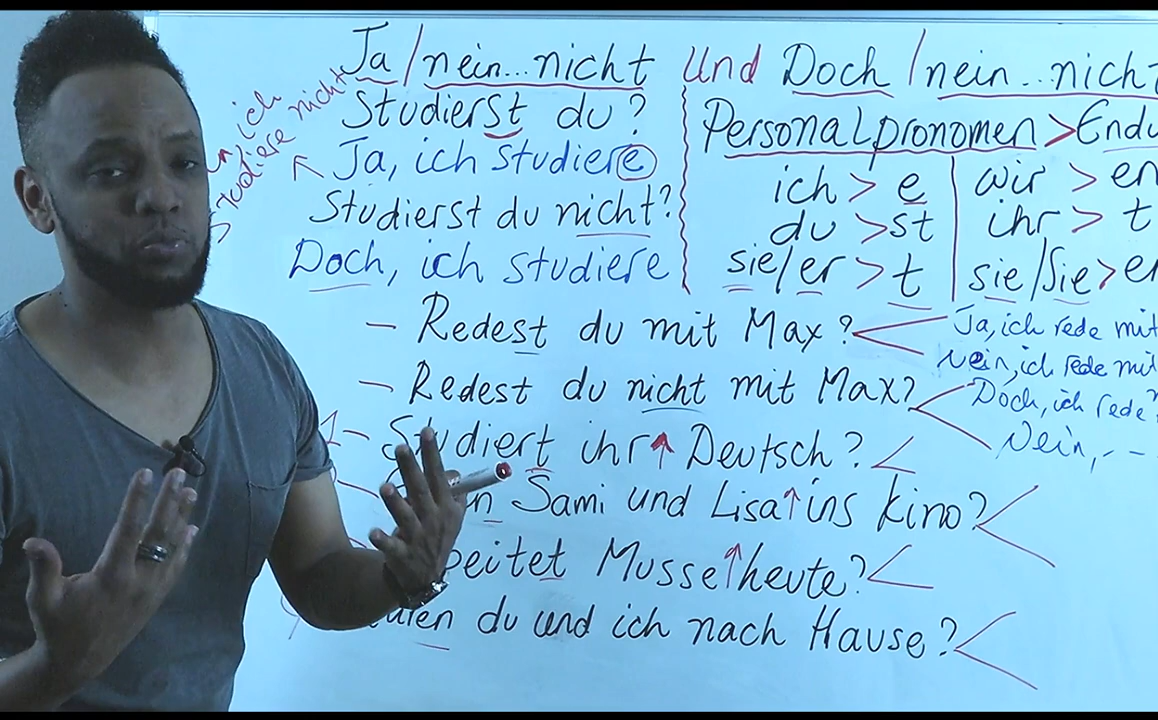 Ja/nein...nicht und Doch/nein...nicht
Studierst du?
Ja, ich studiere
ich
studiere nicht
Studierst du nicht?
Doch, ich studiere
Personalpronomen > Endu
ich > e
du > st
sie/er > t
wir > en
ihr > t
sie/Sie > en
- Redest du mit Max?
Ja, ich rede mit
Nein, ich rede mit
- Redest du nicht mit Max?
Doch, ich rede
Nein, - -
- Studiert ihr ↑ Deutsch?
Sami und Lisa ↑ ins Kino?
beitet Musse ↑ heute?
du und ich nach Hause?